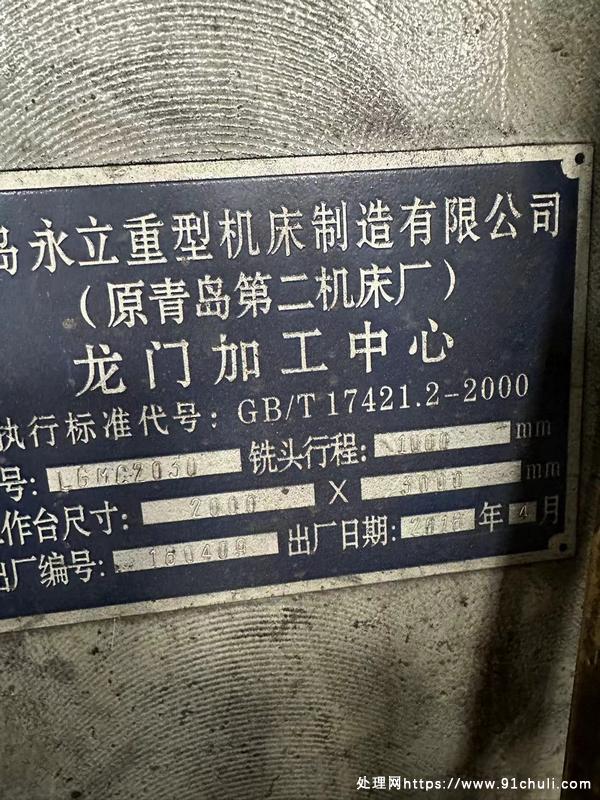 岛永立重型机床制造有限公司
（原青岛第二机床厂）
龙门加工中心
执行标准代号：GB/T 17421.2-2000
号：铣头行程：1000 mm
作台尺寸：2000 X 3000 mm
出厂编号：160409 出厂日期：2016 年 4 月
处理网https://www.91chuli.com